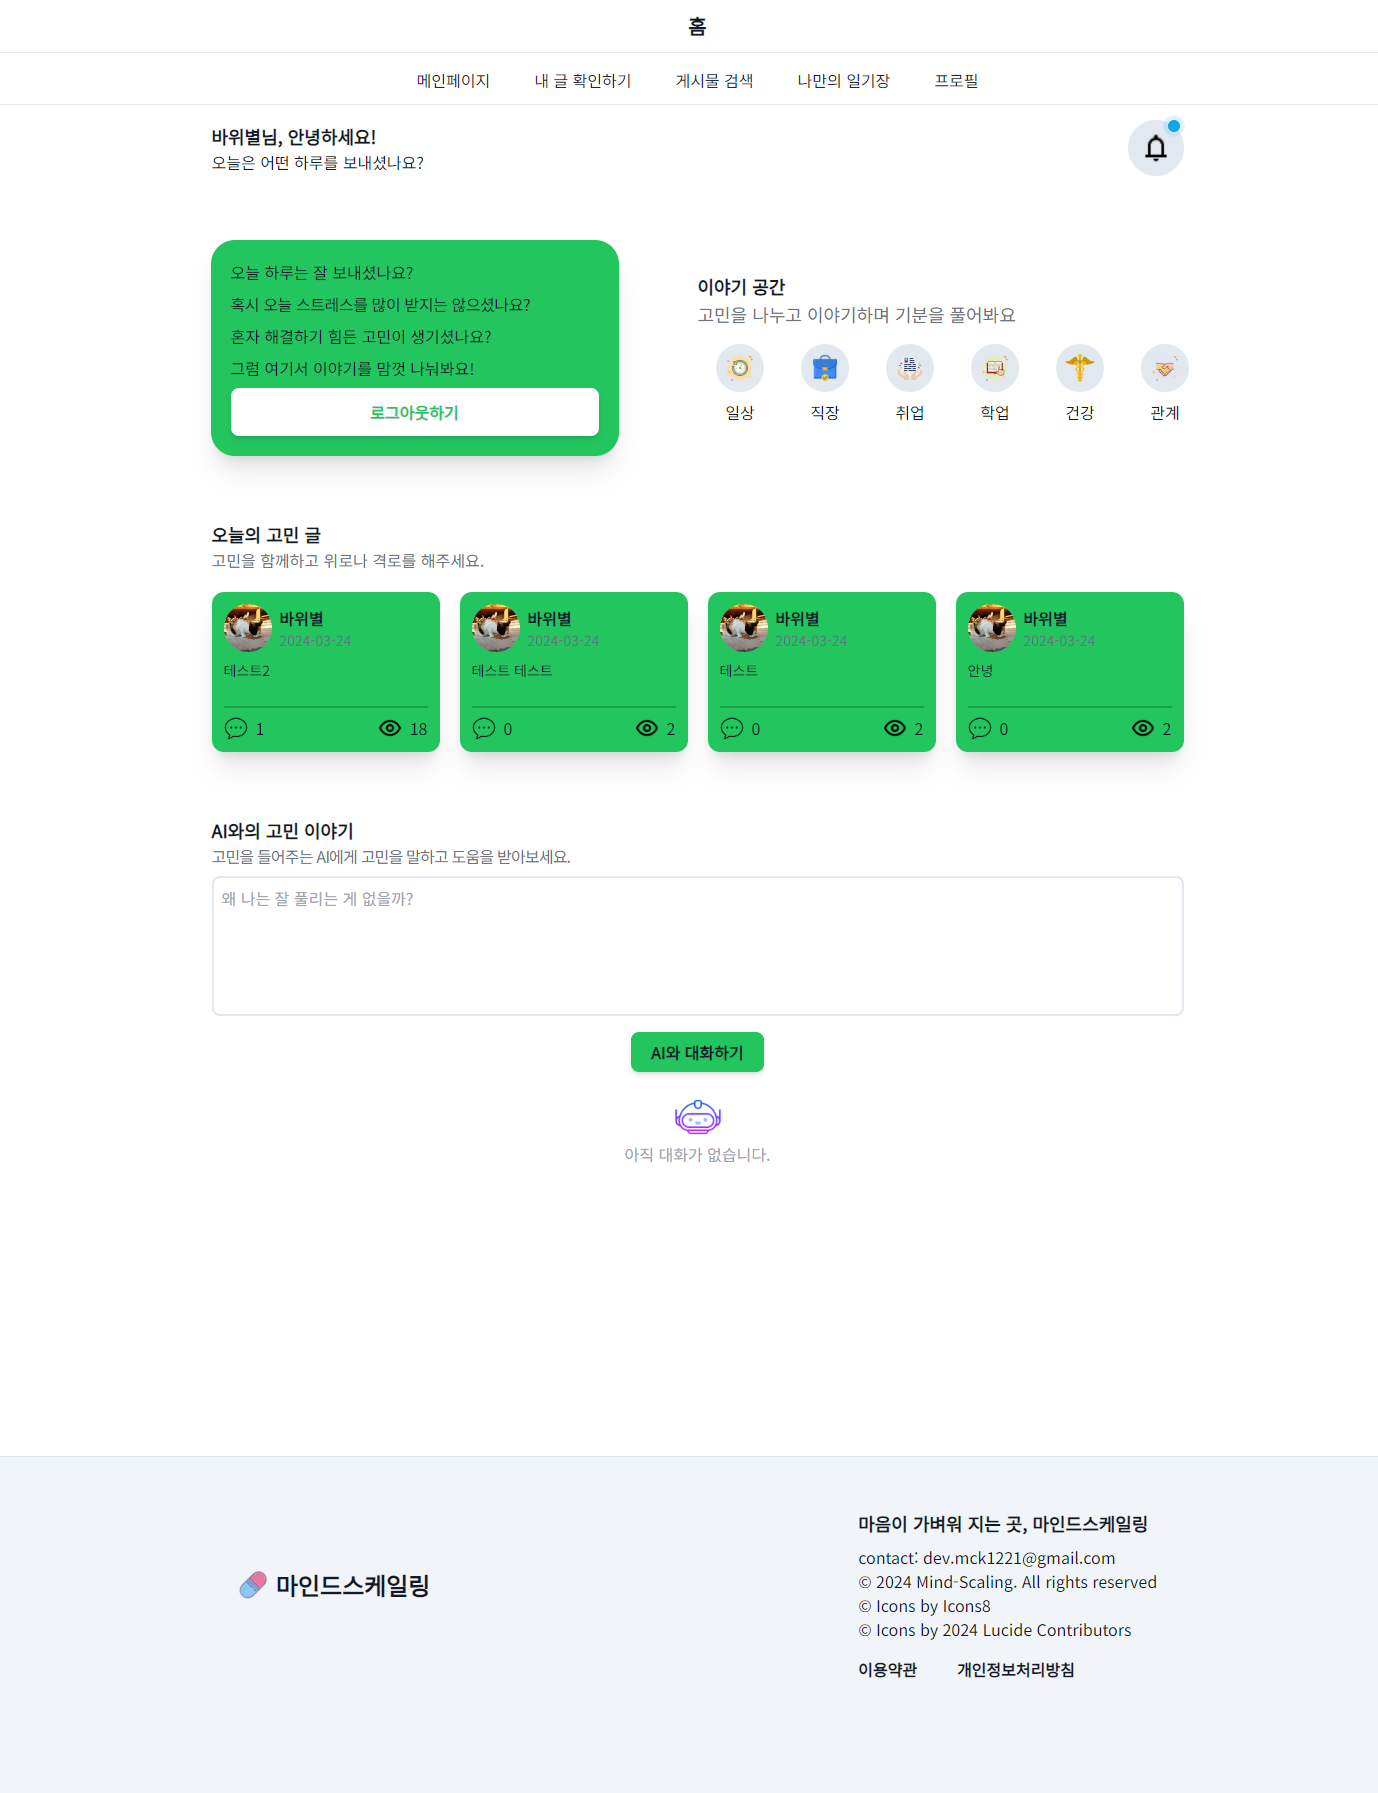 홈
메인페이지 내 글 확인하기 게시물 검색 나만의 일기장 프로필
바위별님, 안녕하세요!
오늘은 어떤 하루를 보내셨나요?
오늘 하루는 잘 보내셨나요?
혹시 오늘 스트레스를 많이 받지는 않으셨나요?
혼자 해결하기 힘든 고민이 생기셨나요?
그럼 여기서 이야기를 맘껏 나눠봐요!
로그아웃하기
이야기 공간
고민을 나누고 이야기하며 기분을 풀어봐요
일상 직장 취업 학업 건강 관계
오늘의 고민 글
고민을 함께하고 위로나 격로를 해주세요.
바위별
2024-03-24
테스트2
1 18
바위별
2024-03-24
테스트 테스트
0 2
바위별
2024-03-24
테스트
0 2
바위별
2024-03-24
안녕
0 2
AI와의 고민 이야기
고민을 들어주는 AI에게 고민을 말하고 도움을 받아보세요.
왜 나는 잘 풀리는 게 없을까?
AI와 대화하기
아직 대화가 없습니다.
마인드스케일링
마음이 가벼워 지는 곳, 마인드스케일링
contact: dev.mck1221@gmail.com
© 2024 Mind-Scaling. All rights reserved
© Icons by Icons8
© Icons by 2024 Lucide Contributors
이용약관 개인정보처리방침